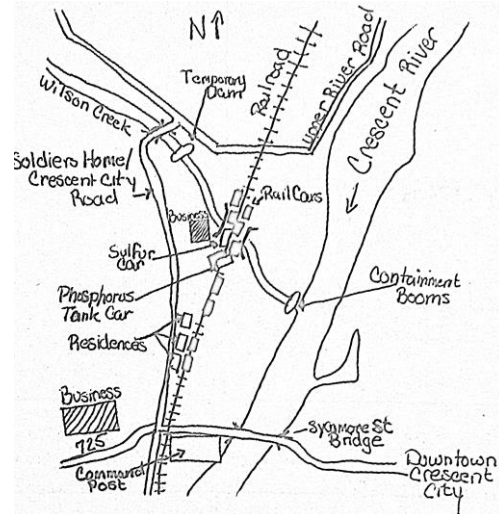 N↑
Temporary
Dam
Railroad
Upper River Road
Crescent River
Wilson Creek
Soldiers Home/
Crescent City
Road
Rail Cars
Business
Sulfur
Car
Phosphorus
Tank Car
Containment
Booms
Residences
Business
725
Sycamore St
Bridge
Command
Post
Downtown
Crescent
City